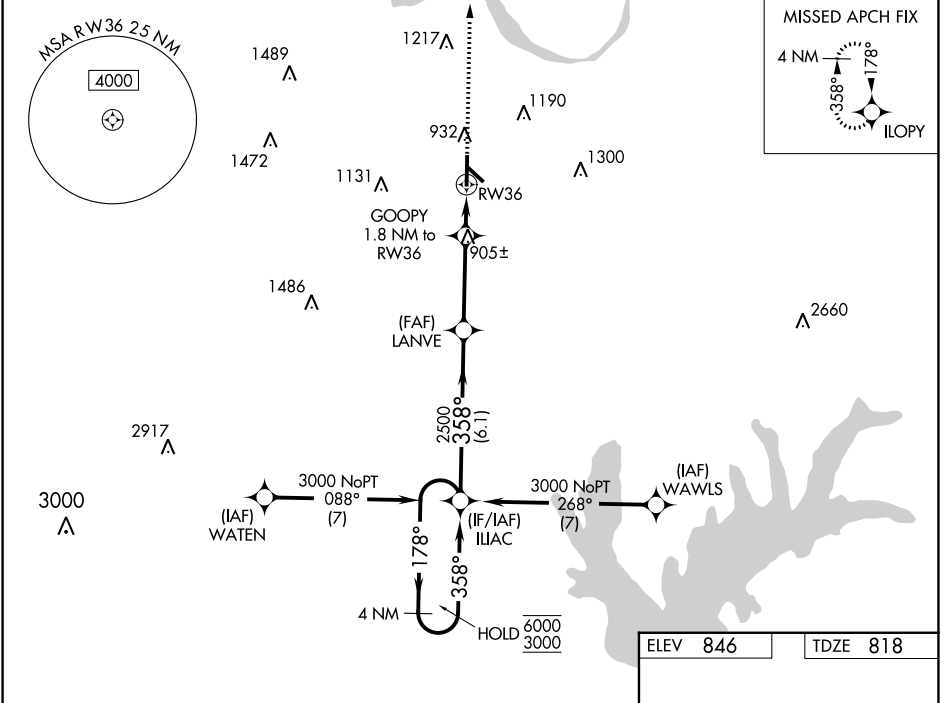 MSA RW36 25 NM
4000
1489
1472
1217
1190
932
1300
1131
RW36
GOOPY
1.8 NM to
RW36
905±
MISSED APCH FIX
4 NM
178°
358°
ILOPY
1486
(FAF)
LANVE
2660
2500
358°
(6.1)
2917
3000
3000 NoPT
088°
(7)
(IAF)
WATEN
(IF/IAF)
ILIAC
3000 NoPT
268°
(7)
(IAF)
WAWLS
178°
358°
4 NM
HOLD
6000
3000
ELEV 846
TDZE 818